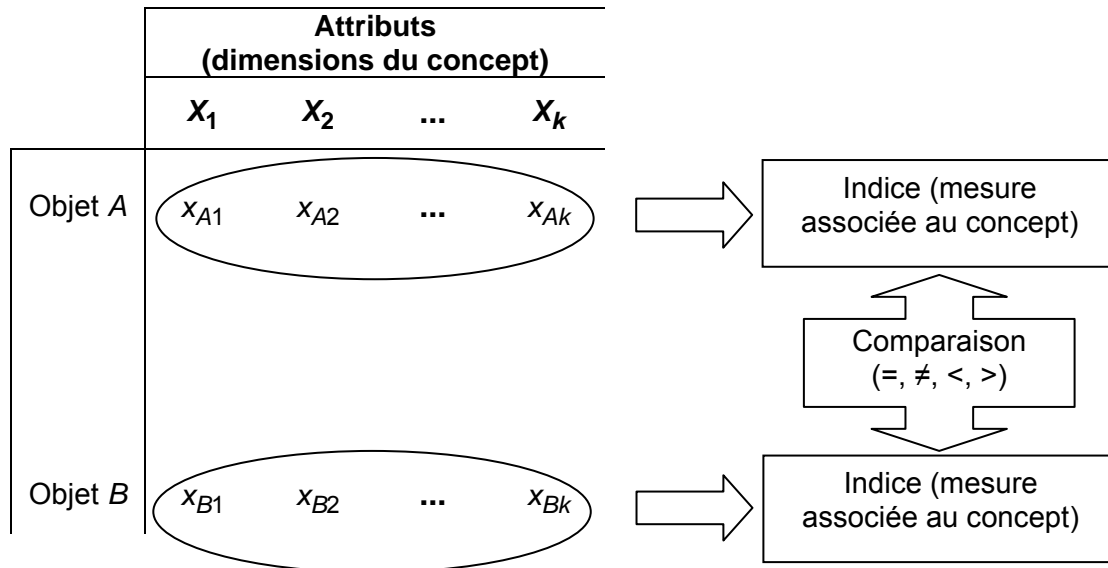 Attributs
(dimensions du concept)
X1 X2 ... Xk
Objet A xA1 xA2 ... xAk
Indice (mesure
associée au concept)
Comparaison
(=, ≠, <, >)
Objet B xB1 xB2 ... xBk
Indice (mesure
associée au concept)